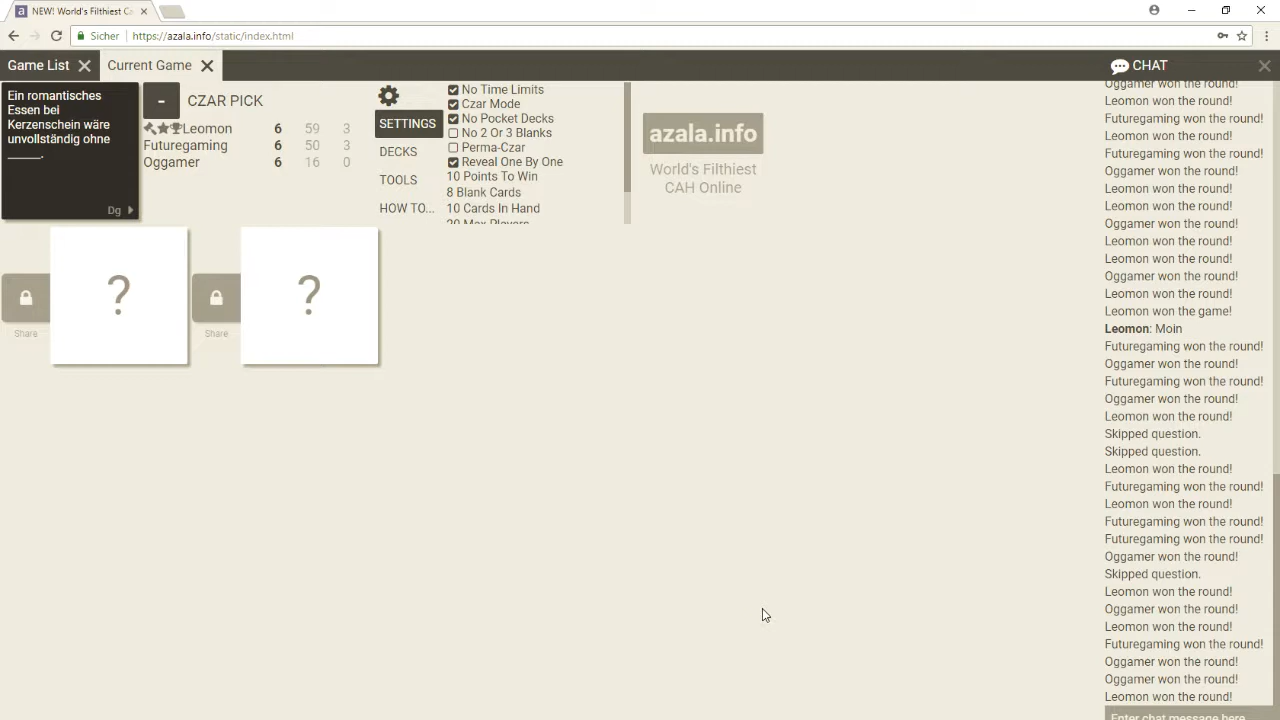 NEW! World's Filthiest C
Sicher
https://azala.info/static/index.html
Game List
Current Game
CHAT
Ein romantisches
Essen bei
Kerzenschein wäre
unvollständig ohne
_____.
Dg
-
CZAR PICK
Leomon 6 59 3
Futuregaming 6 50 3
Oggamer 6 16 0
SETTINGS
DECKS
TOOLS
HOW TO...
No Time Limits
Czar Mode
No Pocket Decks
No 2 Or 3 Blanks
Perma-Czar
Reveal One By One
10 Points To Win
8 Blank Cards
10 Cards In Hand
20 Max Players
azala.info
World's Filthiest
CAH Online
?
Share
?
Share
Oggamer won the round!
Leomon won the round!
Futuregaming won the round!
Leomon won the round!
Futuregaming won the round!
Oggamer won the round!
Leomon won the round!
Leomon won the round!
Oggamer won the round!
Leomon won the round!
Leomon won the round!
Oggamer won the round!
Leomon won the round!
Leomon won the game!
Leomon: Moin
Futuregaming won the round!
Oggamer won the round!
Futuregaming won the round!
Oggamer won the round!
Leomon won the round!
Skipped question.
Skipped question.
Leomon won the round!
Futuregaming won the round!
Leomon won the round!
Futuregaming won the round!
Futuregaming won the round!
Oggamer won the round!
Skipped question.
Leomon won the round!
Oggamer won the round!
Leomon won the round!
Futuregaming won the round!
Oggamer won the round!
Oggamer won the round!
Leomon won the round!
Enter chat message here